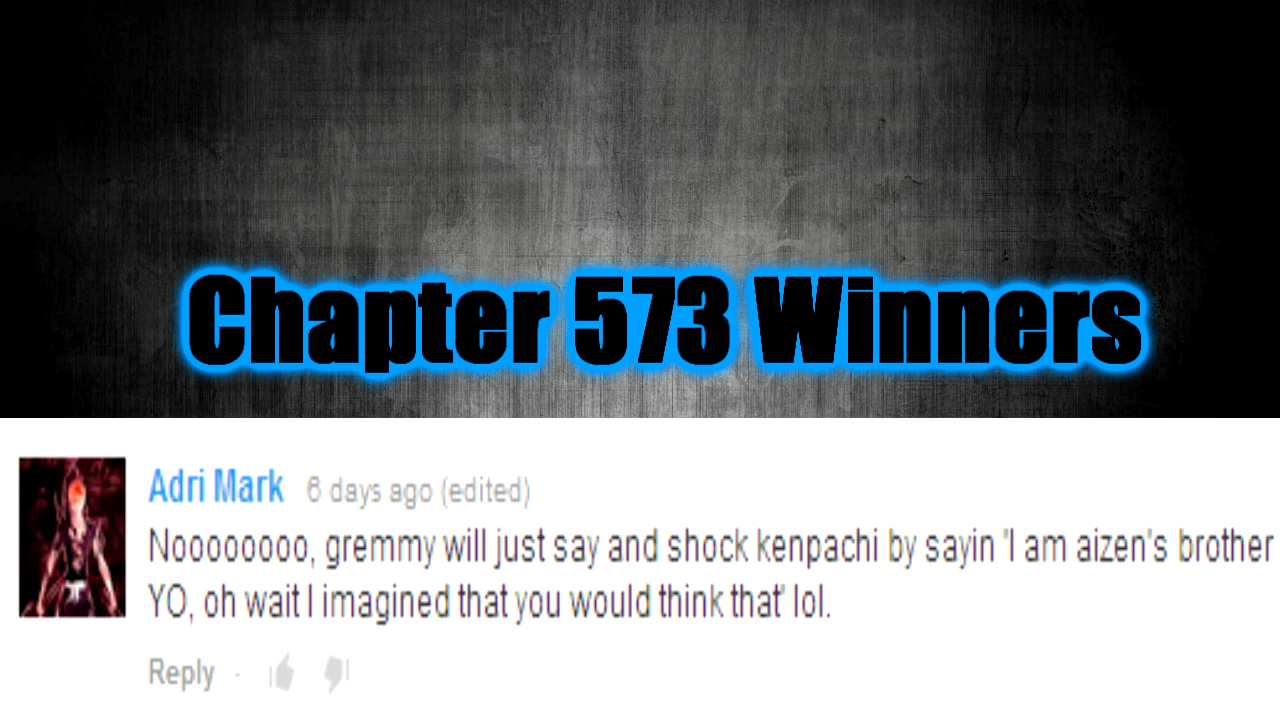 Chapter 573 Winners
Adri Mark 6 days ago (edited)
Noooooooo, gremmy will just say and shock kenpachi by sayin 'I am aizen's brother
YO, oh wait I imagined that you would think that' lol.
Reply ·